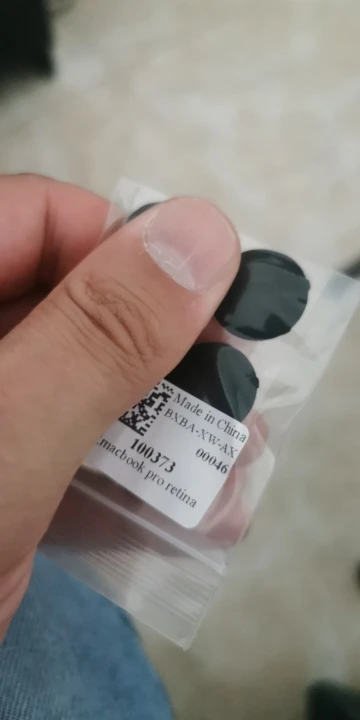 Made in China
BXBA-XW-AX
00046
100373
macbook pro retina